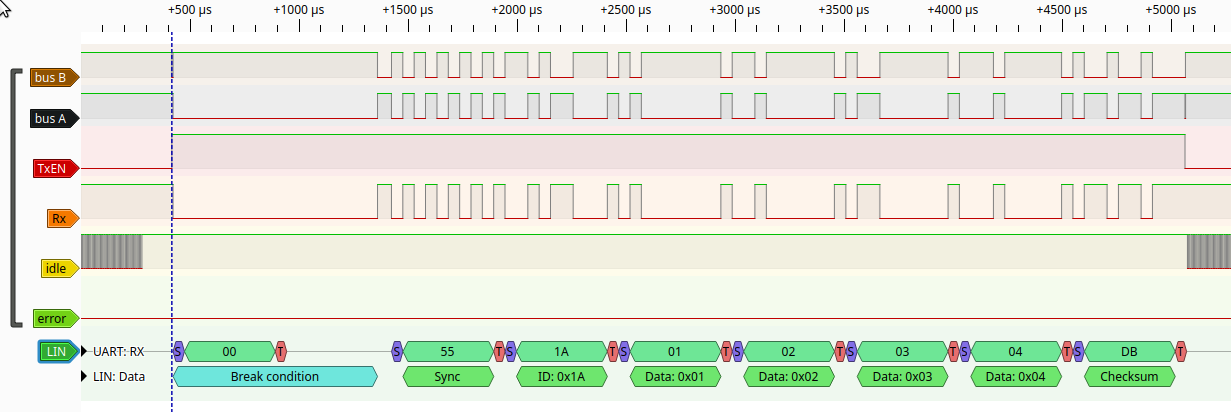 +500 µs +1000 µs +1500 µs +2000 µs +2500 µs +3000 µs +3500 µs +4000 µs +4500 µs +5000 µs
bus B
bus A
TxEN
Rx
idle
error
LIN UART: RX S 00 T S 55 T S 1A T S 01 T S 02 T S 03 T S 04 T S DB T
LIN: Data Break condition Sync ID: 0x1A Data: 0x01 Data: 0x02 Data: 0x03 Data: 0x04 Checksum